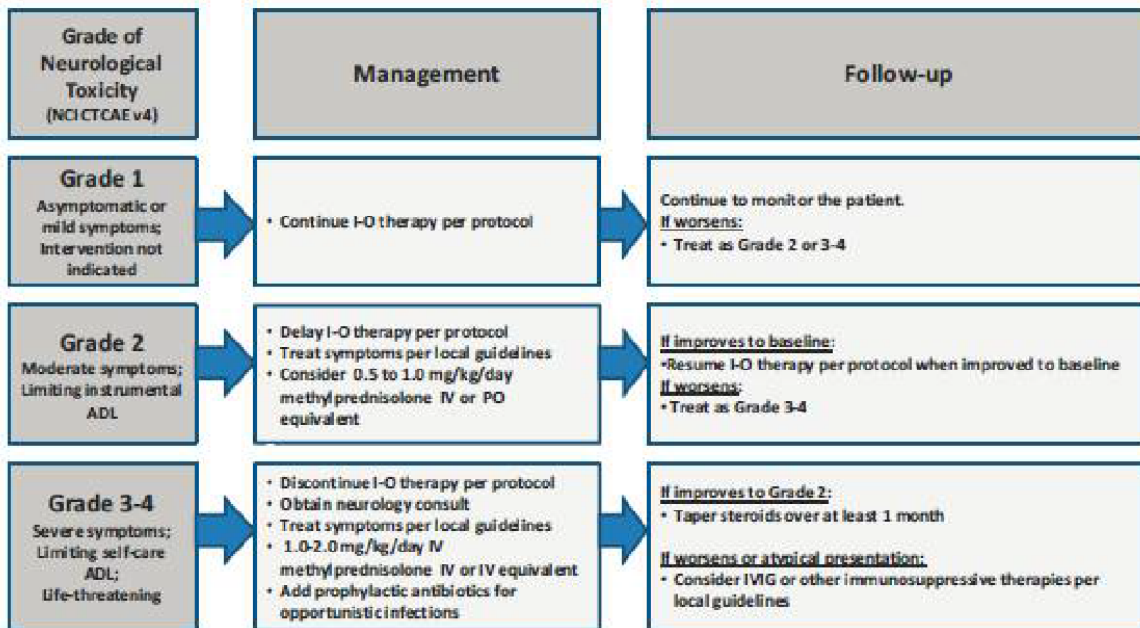 Grade of
Neurological
Toxicity
(NCI CTCAE v4)
Management
Follow-up
Grade 1
Asymptomatic or
mild symptoms;
Intervention not
indicated
• Continue I-O therapy per protocol
Continue to monitor the patient.
If worsens:
• Treat as Grade 2 or 3-4
Grade 2
Moderate symptoms;
Limiting instrumental
ADL
• Delay I-O therapy per protocol
• Treat symptoms per local guidelines
• Consider 0.5 to 1.0 mg/kg/day
methylprednisolone IV or PO
equivalent
If improves to baseline:
•Resume I-O therapy per protocol when improved to baseline
If worsens:
• Treat as Grade 3-4
Grade 3-4
Severe symptoms;
Limiting self-care
ADL;
Life-threatening
• Discontinue I-O therapy per protocol
• Obtain neurology consult
• Treat symptoms per local guidelines
• 1.0-2.0 mg/kg/day IV
methylprednisolone IV or IV equivalent
• Add prophylactic antibiotics for
opportunistic infections
If improves to Grade 2:
• Taper steroids over at least 1 month
If worsens or atypical presentation:
• Consider IVIG or other immunosuppressive therapies per
local guidelines